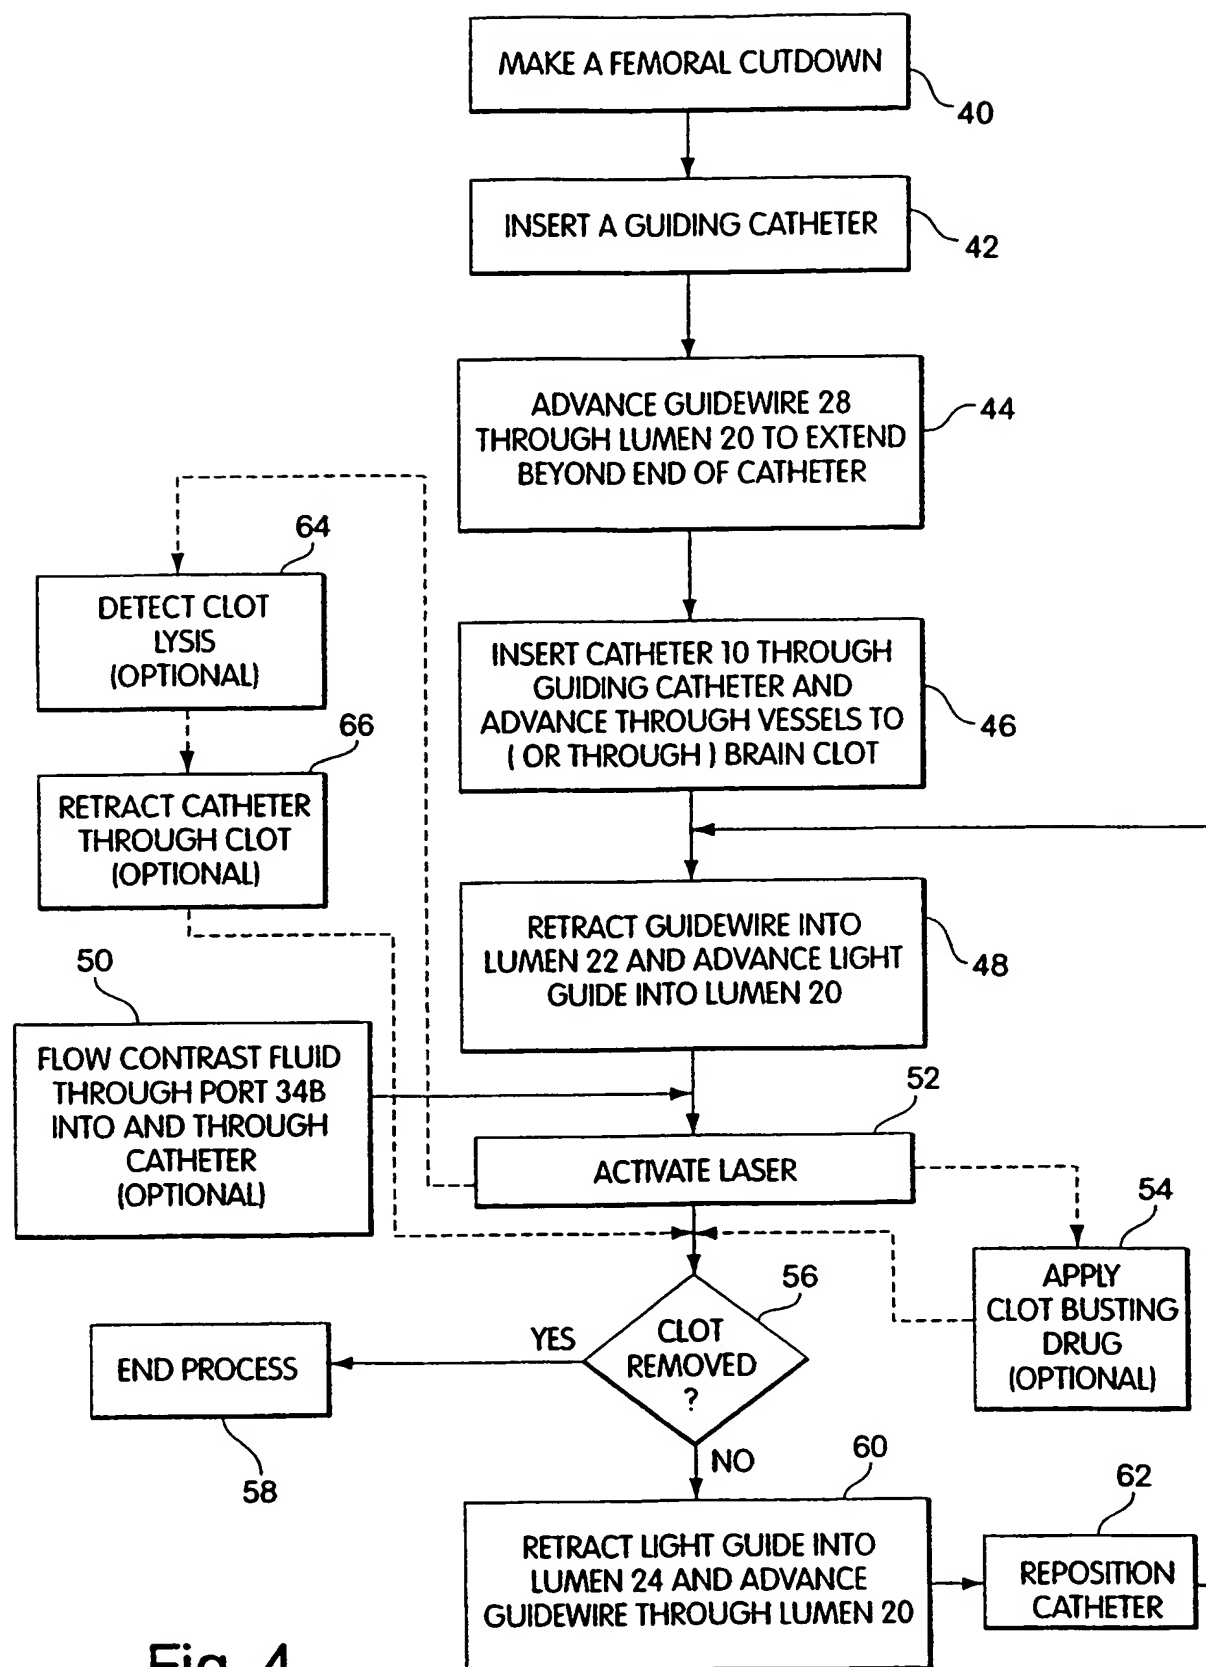 MAKE A FEMORAL CUTDOWN
40
INSERT A GUIDING CATHETER
42
ADVANCE GUIDEWIRE 28
THROUGH LUMEN 20 TO EXTEND
BEYOND END OF CATHETER
44
64
DETECT CLOT
LYSIS
(OPTIONAL)
INSERT CATHETER 10 THROUGH
GUIDING CATHETER AND
ADVANCE THROUGH VESSELS TO
( OR THROUGH ) BRAIN CLOT
46
66
RETRACT CATHETER
THROUGH CLOT
(OPTIONAL)
RETRACT GUIDEWIRE INTO
LUMEN 22 AND ADVANCE LIGHT
GUIDE INTO LUMEN 20
48
50
FLOW CONTRAST FLUID
THROUGH PORT 34B
INTO AND THROUGH
CATHETER
(OPTIONAL)
52
ACTIVATE LASER
54
APPLY
CLOT BUSTING
DRUG
(OPTIONAL)
56
CLOT
REMOVED
?
YES
END PROCESS
58
NO
60
RETRACT LIGHT GUIDE INTO
LUMEN 24 AND ADVANCE
GUIDEWIRE THROUGH LUMEN 20
62
REPOSITION
CATHETER
Fig. 4